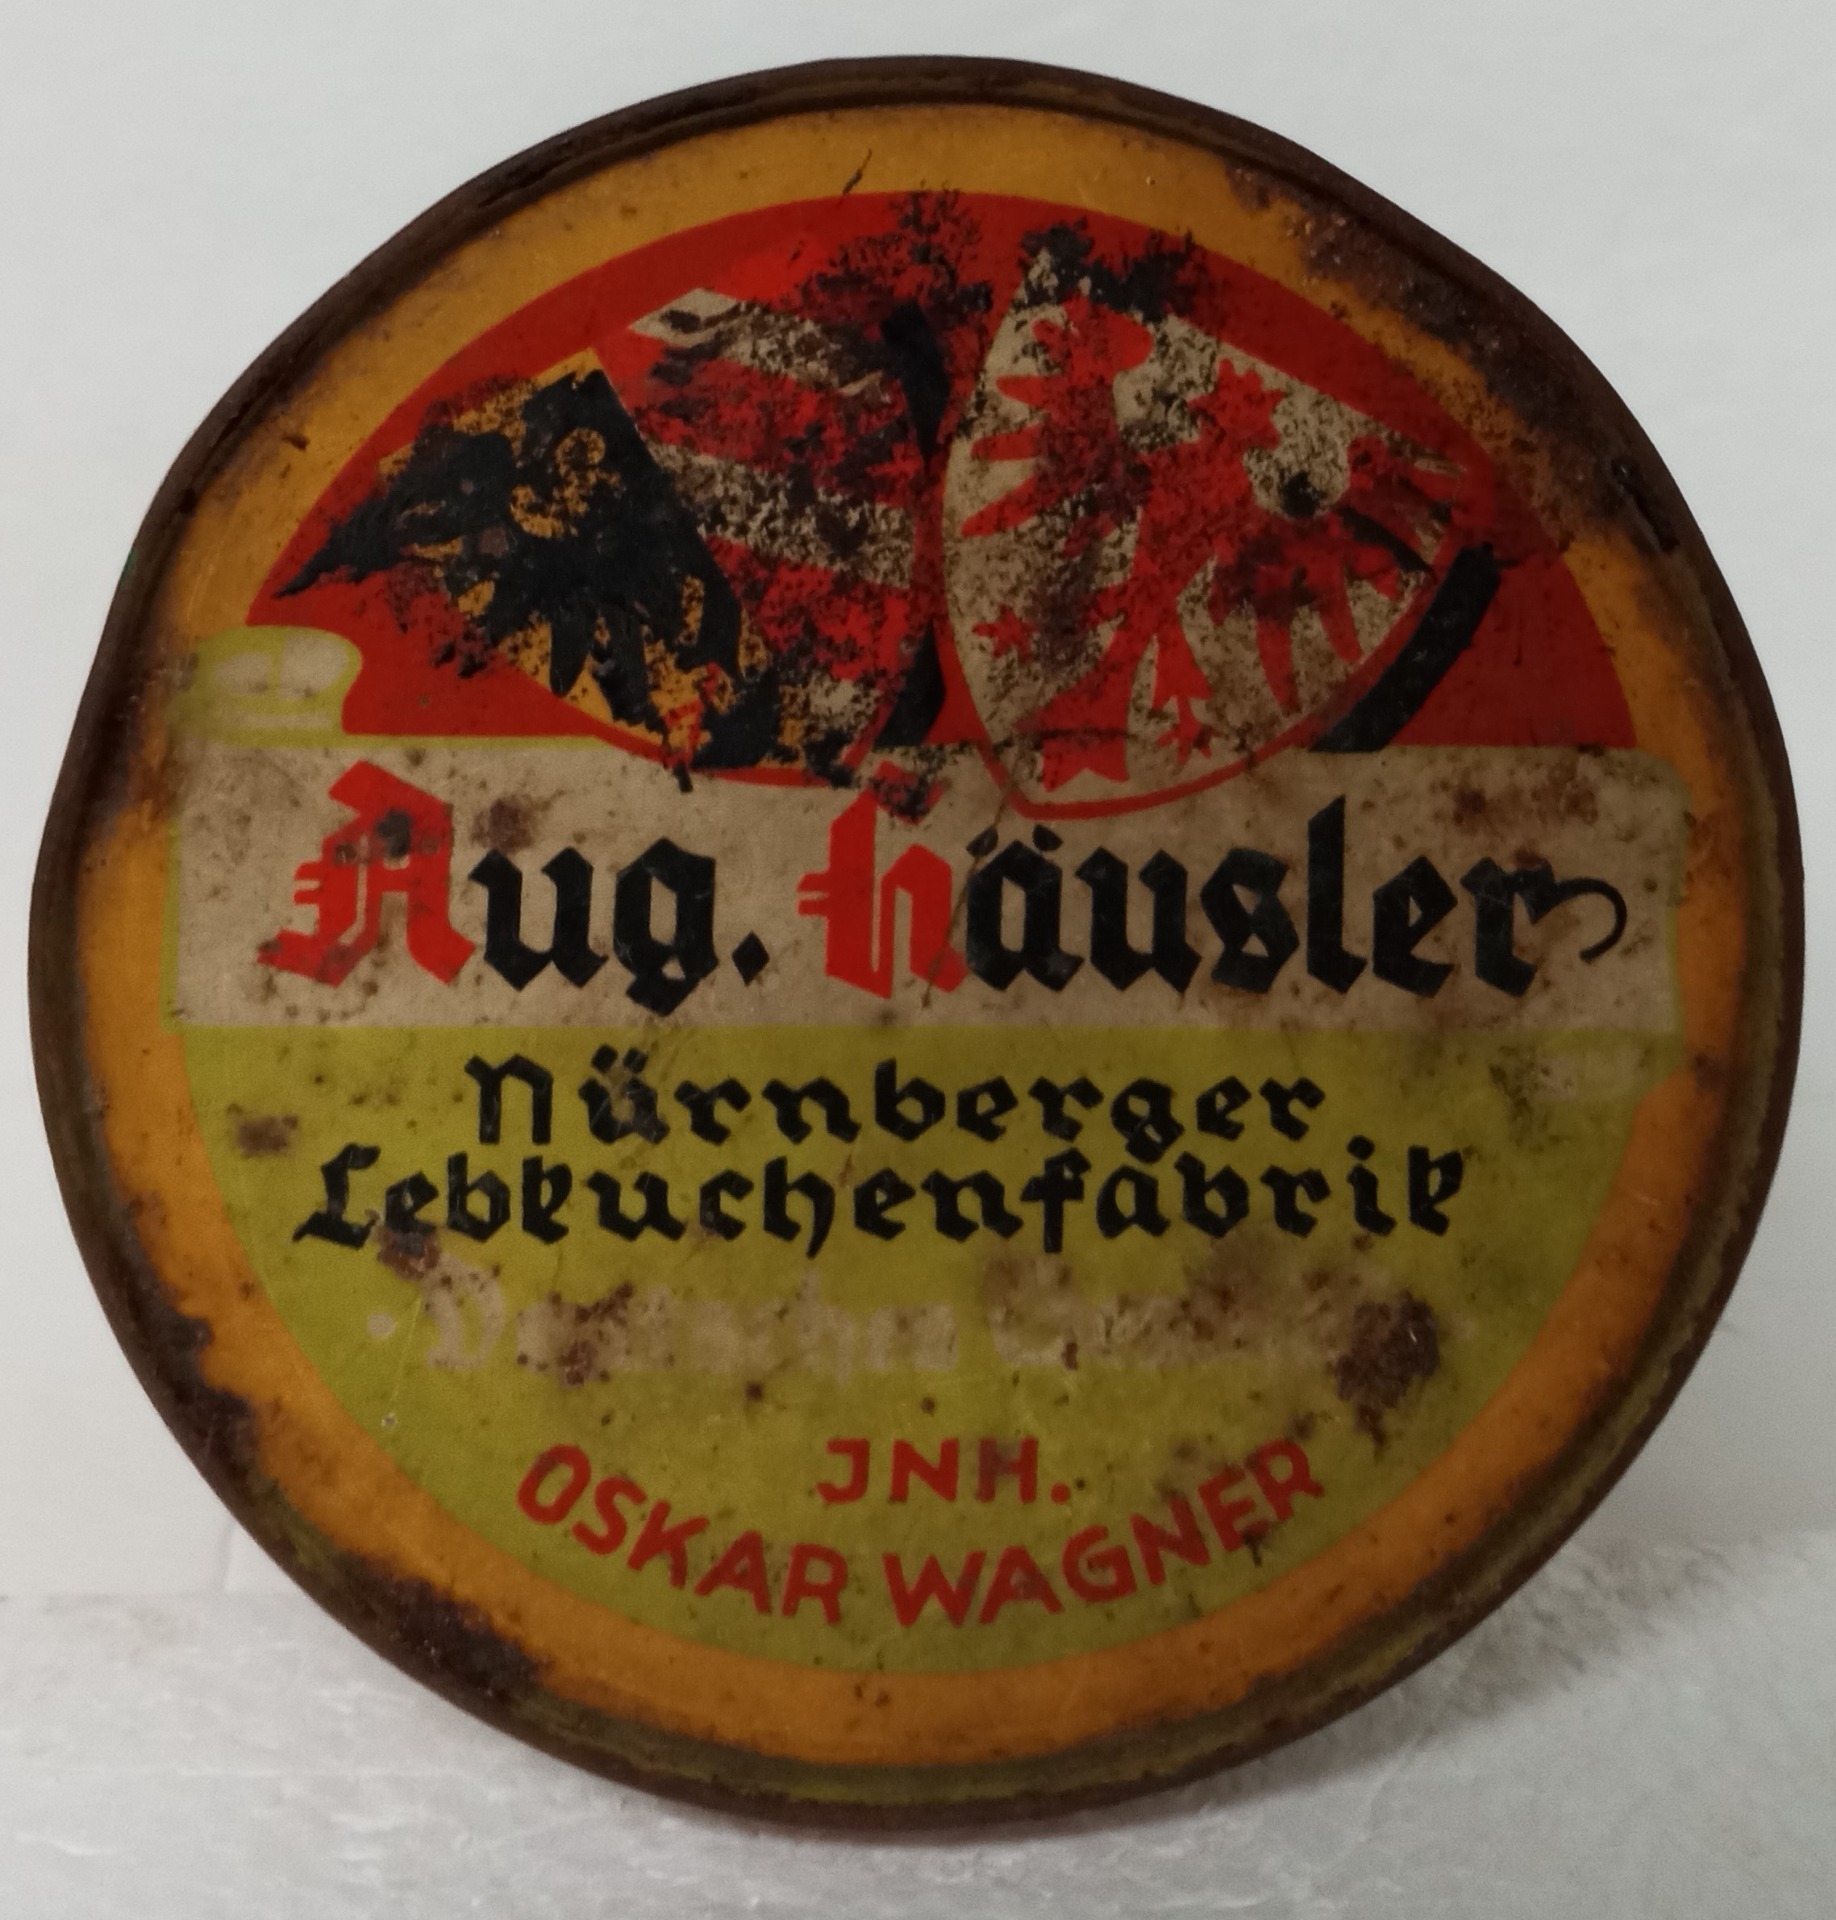 Aug. Häusler
Nürnberger
Lebkuchenfabrik
JNH.
OSKAR WAGNER